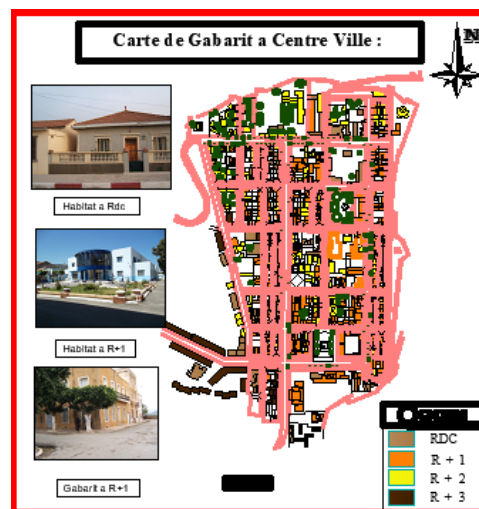 Carte de Gabarit a Centre Ville :
N
Habitat a Rdc
Habitat a R+1
Gabarit a R+1
RDC
R + 1
R + 2
R + 3